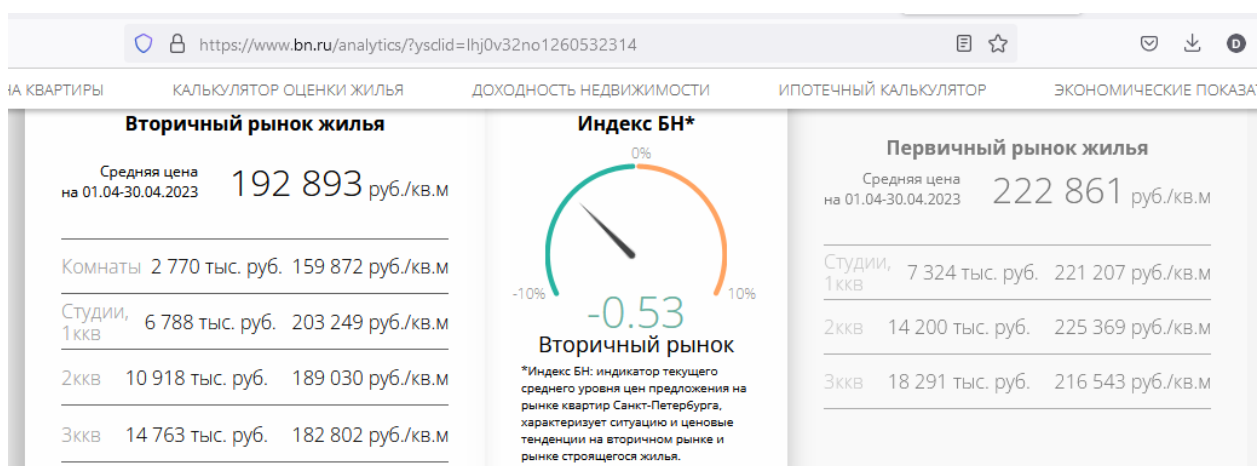 https://www.bn.ru/analytics/?ysclid=lhj0v32no1260532314
НА КВАРТИРЫ КАЛЬКУЛЯТОР ОЦЕНКИ ЖИЛЬЯ ДОХОДНОСТЬ НЕДВИЖИМОСТИ ИПОТЕЧНЫЙ КАЛЬКУЛЯТОР ЭКОНОМИЧЕСКИЕ ПОКАЗАТ
Вторичный рынок жилья
Средняя цена
на 01.04-30.04.2023
192 893 руб./кв.м
Комнаты 2 770 тыс. руб. 159 872 руб./кв.м
Студии,
1ккв
6 788 тыс. руб. 203 249 руб./кв.м
2ккв 10 918 тыс. руб. 189 030 руб./кв.м
3ккв 14 763 тыс. руб. 182 802 руб./кв.м
Индекс БН*
0%
-10%
10%
-0.53
Вторичный рынок
*Индекс БН: индикатор текущего
среднего уровня цен предложения на
рынке квартир Санкт-Петербурга,
характеризует ситуацию и ценовые
тенденции на вторичном рынке и
рынке строящегося жилья.
Первичный рынок жилья
Средняя цена
на 01.04-30.04.2023
222 861 руб./кв.м
Студии,
1ккв
7 324 тыс. руб. 221 207 руб./кв.м
2ккв 14 200 тыс. руб. 225 369 руб./кв.м
3ккв 18 291 тыс. руб. 216 543 руб./кв.м
D